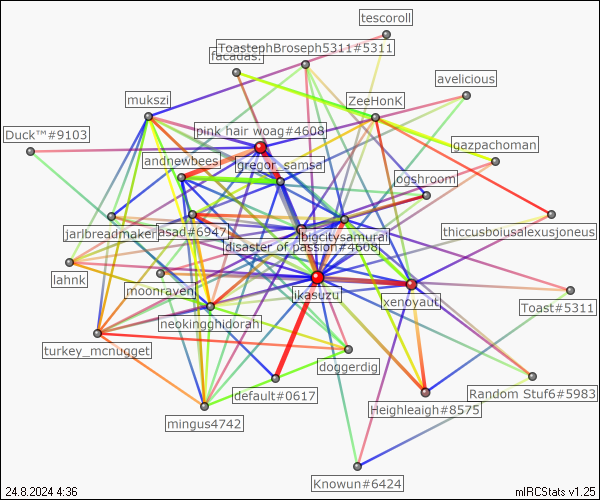 tescoroll
ToastephBroseph5311#5311
facadas.
avelicious
mukszi
ZeeHonK
Duck™#9103
pink hair woag#4608
gazpachoman
andnewbees
gregor_samsa
ogshroom
jarlbreadmaker
asad#6947
bigcitysamurai
thiccusboiusalexusjoneus
disaster of passion#4608
lahnk
moonraven
ikasuzu
xenoyaut
Toast#5311
neokingghidorah
turkey_mcnugget
doggerdig
default#0617
Random Stuf6#5983
Heighleaigh#8575
mingus4742
Knowun#6424
24.8.2024 4:36
mIRCStats v1.25